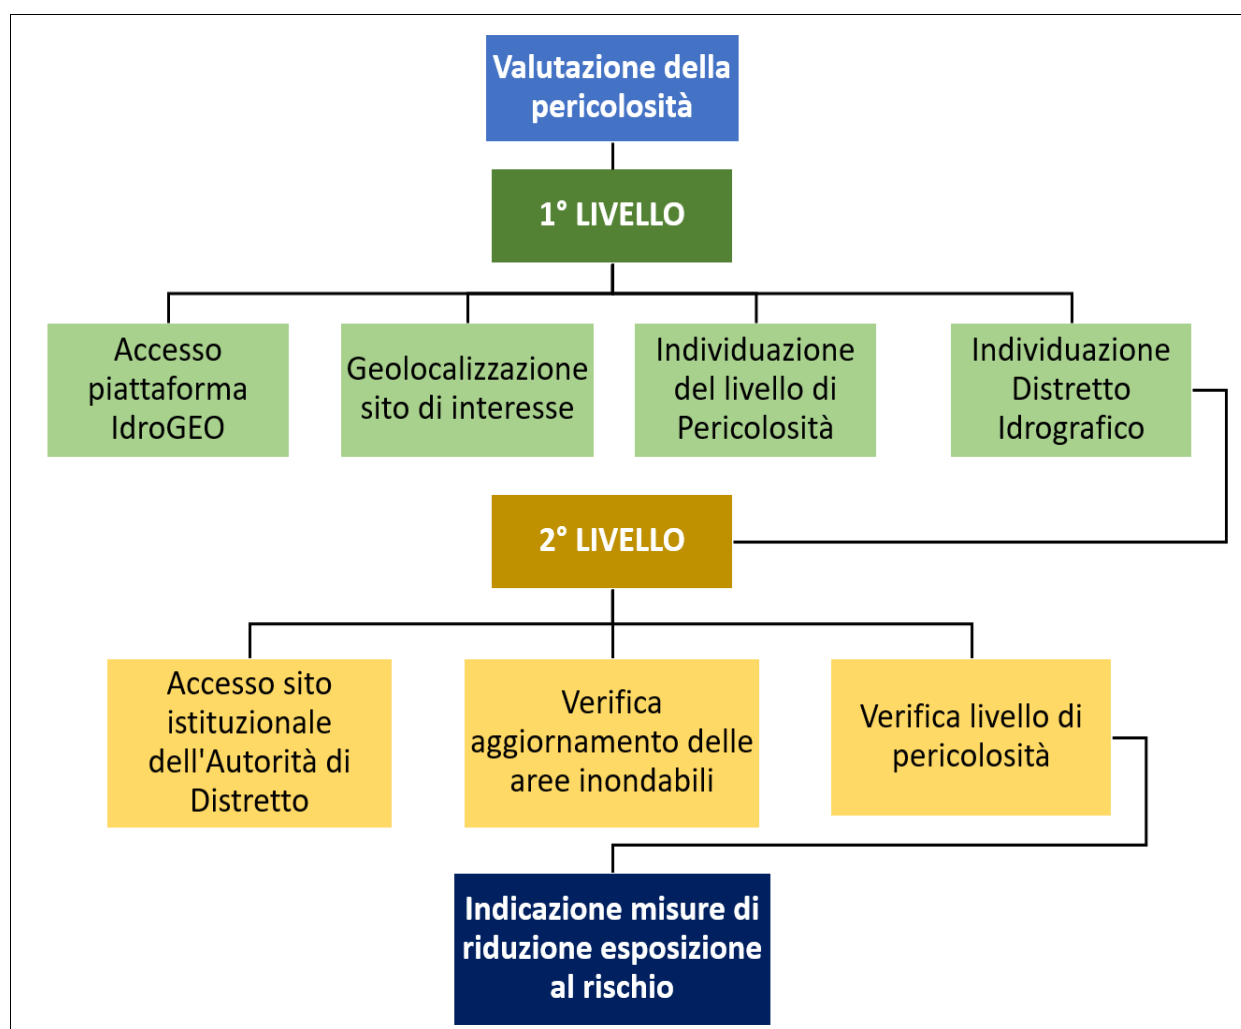 Valutazione della
pericolosità
1° LIVELLO
Accesso
piattaforma
IdroGEO
Geolocalizzazione
sito di interesse
Individuazione
del livello di
Pericolosità
Individuazione
Distretto
Idrografico
2° LIVELLO
Accesso sito
istituzionale
dell'Autorità di
Distretto
Verifica
aggiornamento delle
aree inondabili
Verifica livello di
pericolosità
Indicazione misure di
riduzione esposizione
al rischio